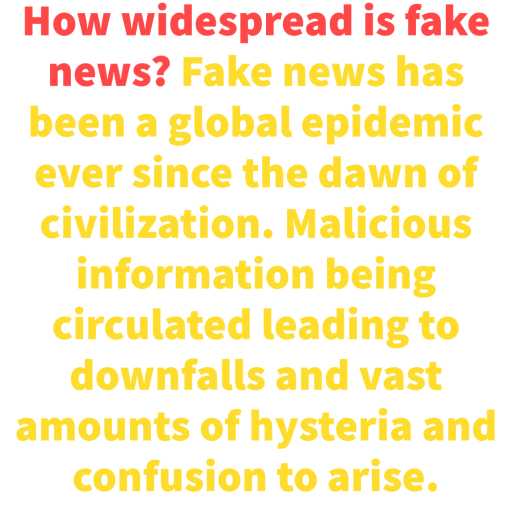 How widespread is fake
news? Fake news has
been a global epidemic
ever since the dawn of
civilization. Malicious
information being
circulated leading to
downfalls and vast
amounts of hysteria and
confusion to arise.